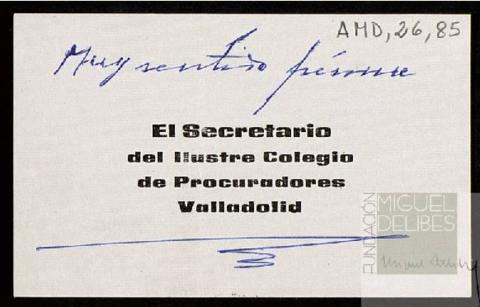 AMD, 26, 85
Muy sentido pésame
El Secretario
del Ilustre Colegio
de Procuradores
Valladolid
FUNDACIÓN
MIGUEL
DELIBES